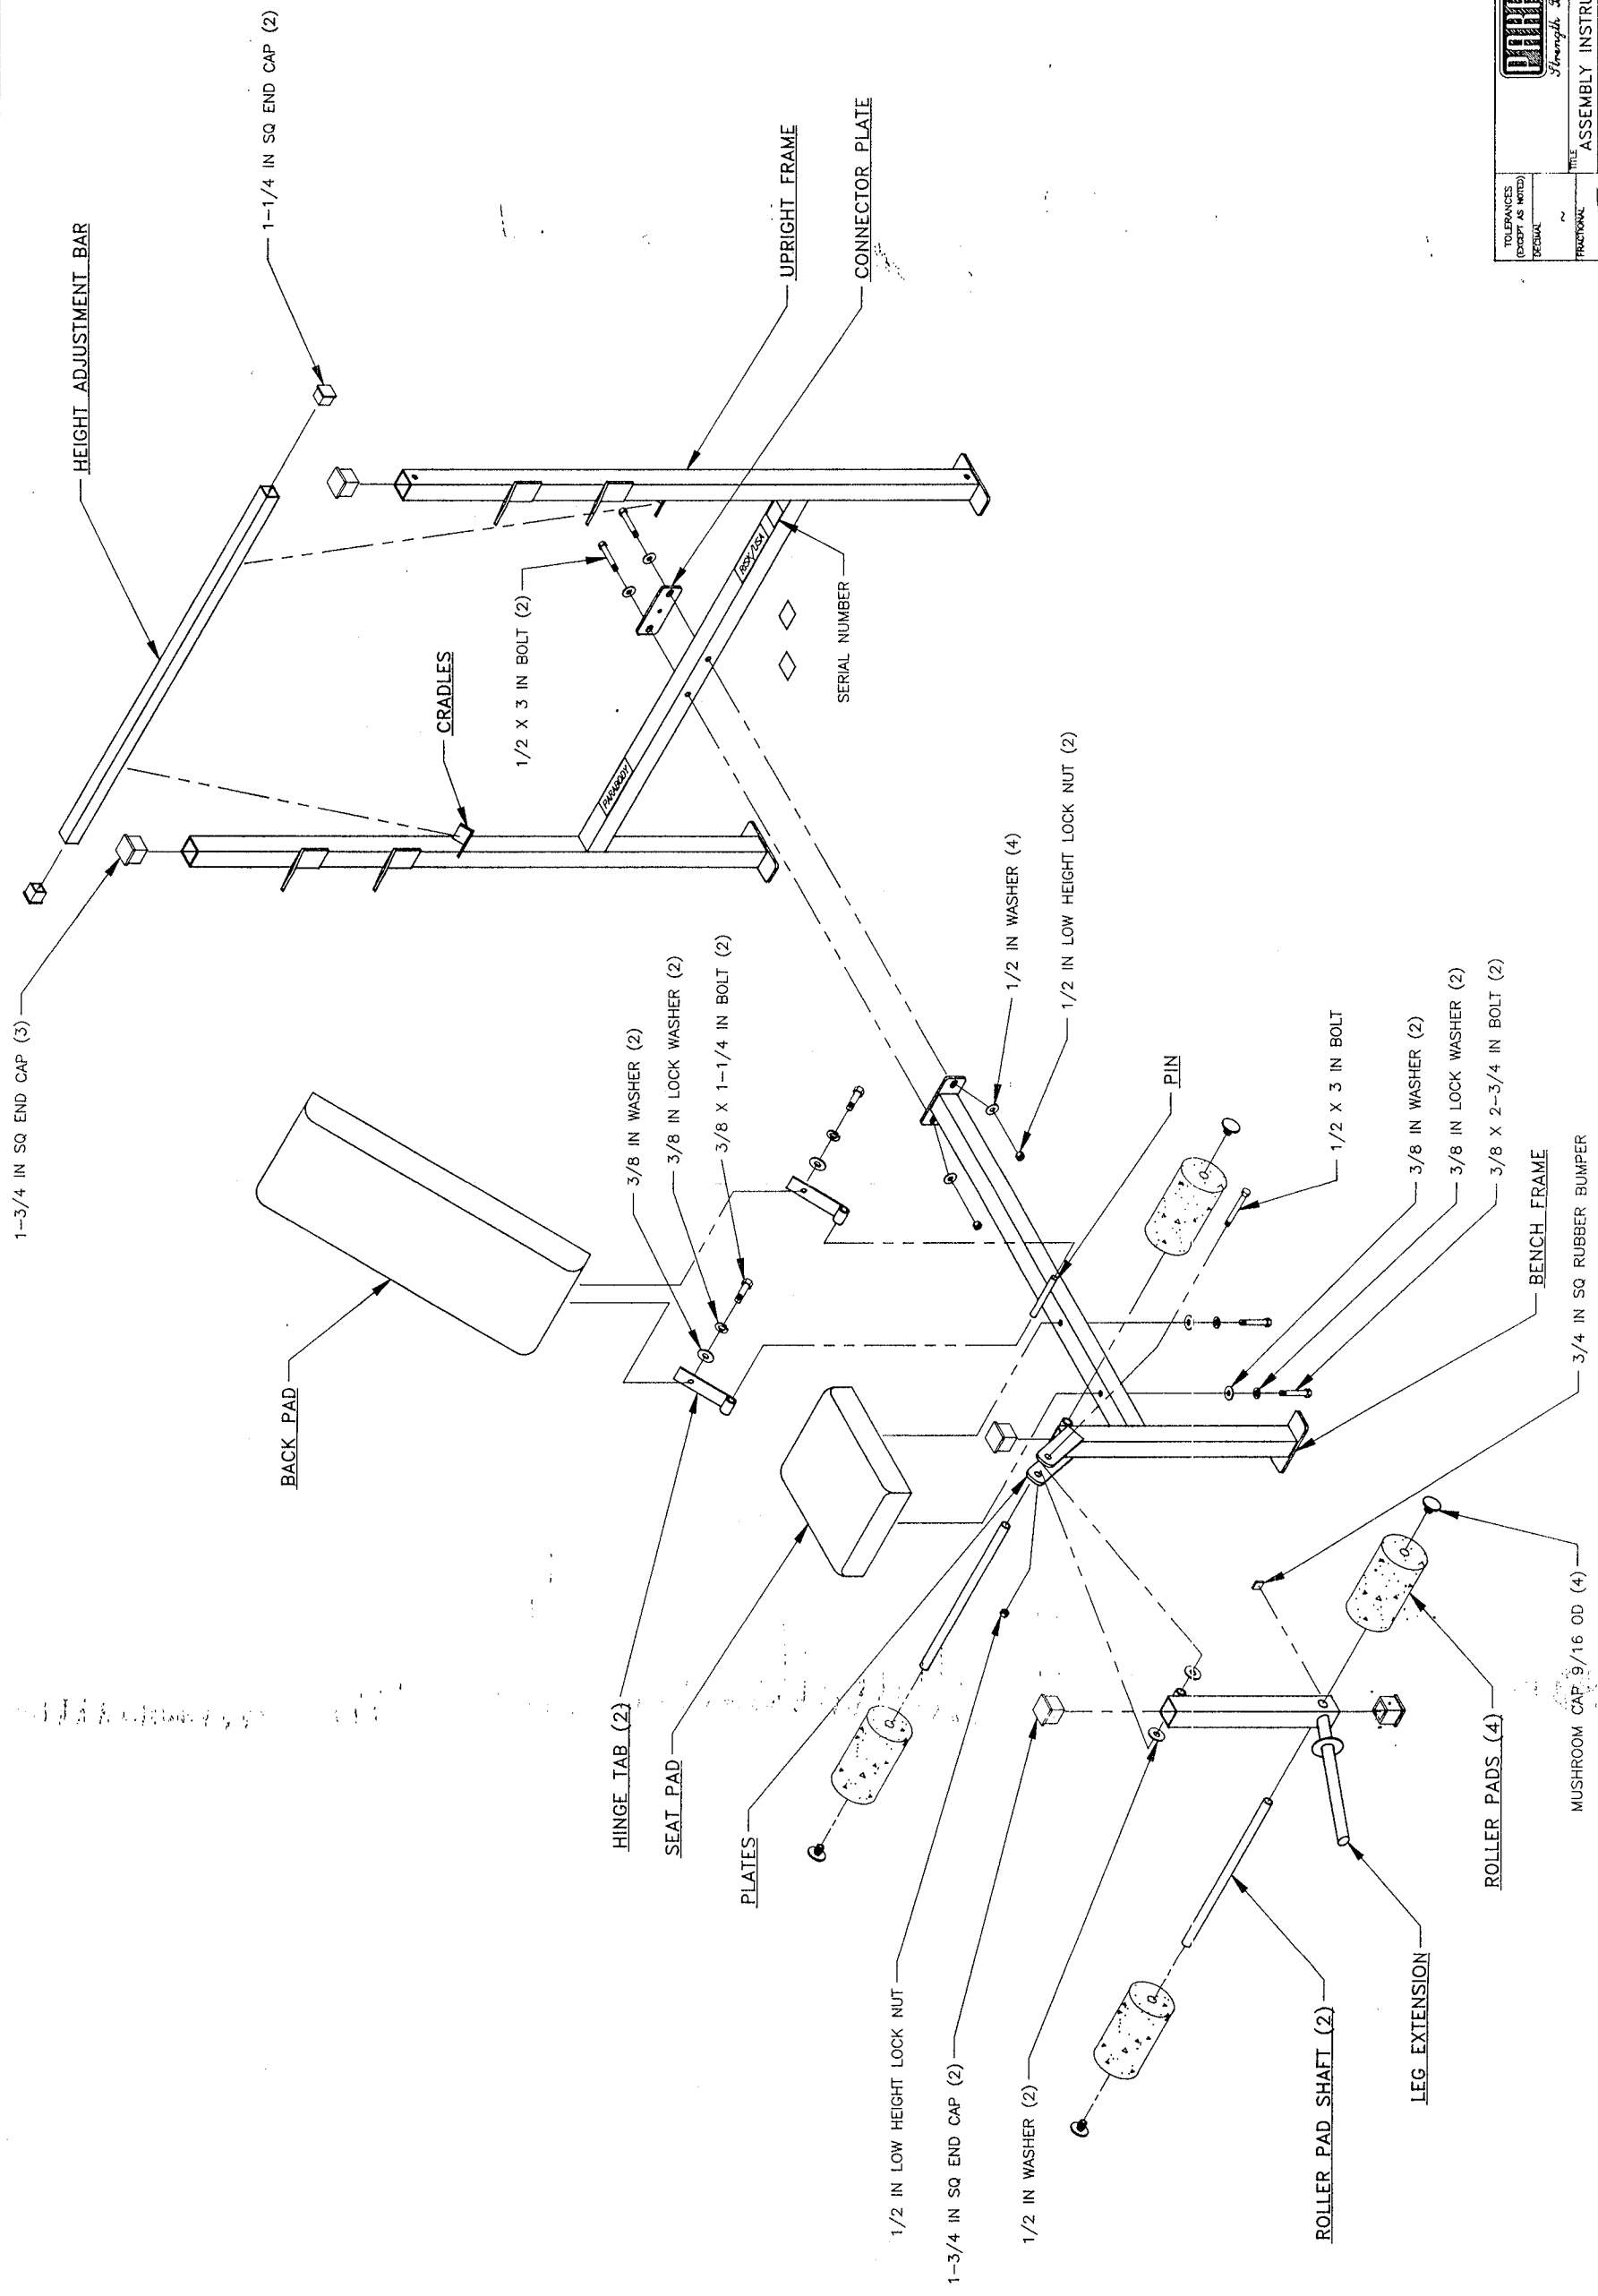 1-3/4 IN SQ END CAP (3)
HEIGHT ADJUSTMENT BAR
1-1/4 IN SQ END CAP (2)
CRADLES
1/2 X 3 IN BOLT (2)
UPRIGHT FRAME
CONNECTOR PLATE
PARABODY
SERIAL NUMBER
BACK PAD
3/8 IN WASHER (2)
3/8 IN LOCK WASHER (2)
3/8 X 1-1/4 IN BOLT (2)
1/2 IN WASHER (4)
1/2 IN LOW HEIGHT LOCK NUT (2)
PIN
1/2 X 3 IN BOLT
3/8 IN WASHER (2)
3/8 IN LOCK WASHER (2)
3/8 X 2-3/4 IN BOLT (2)
BENCH FRAME
3/4 IN SQ RUBBER BUMPER
HINGE TAB (2)
SEAT PAD
PLATES
1/2 IN LOW HEIGHT LOCK NUT
1-3/4 IN SQ END CAP (2)
1/2 IN WASHER (2)
ROLLER PAD SHAFT (2)
LEG EXTENSION
ROLLER PADS (4)
MUSHROOM CAP 9/16 OD (4)
TOLERANCES
(EXCEPT AS NOTED)
DECIMAL
~
FRACTIONAL
Strength
TITLE
ASSEMBLY